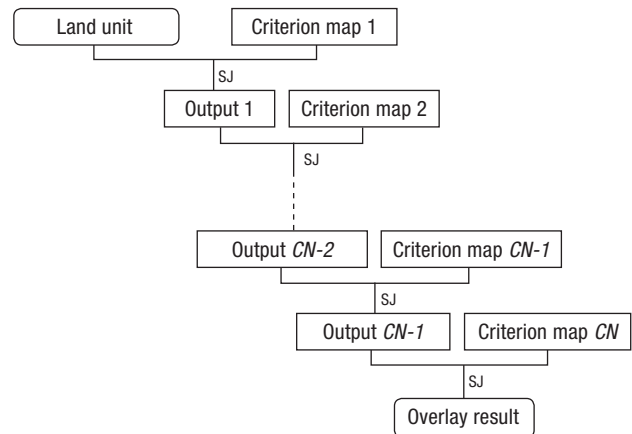 Land unit
Criterion map 1
SJ
Output 1
Criterion map 2
SJ
Output CN-2
Criterion map CN-1
SJ
Output CN-1
Criterion map CN
SJ
Overlay result